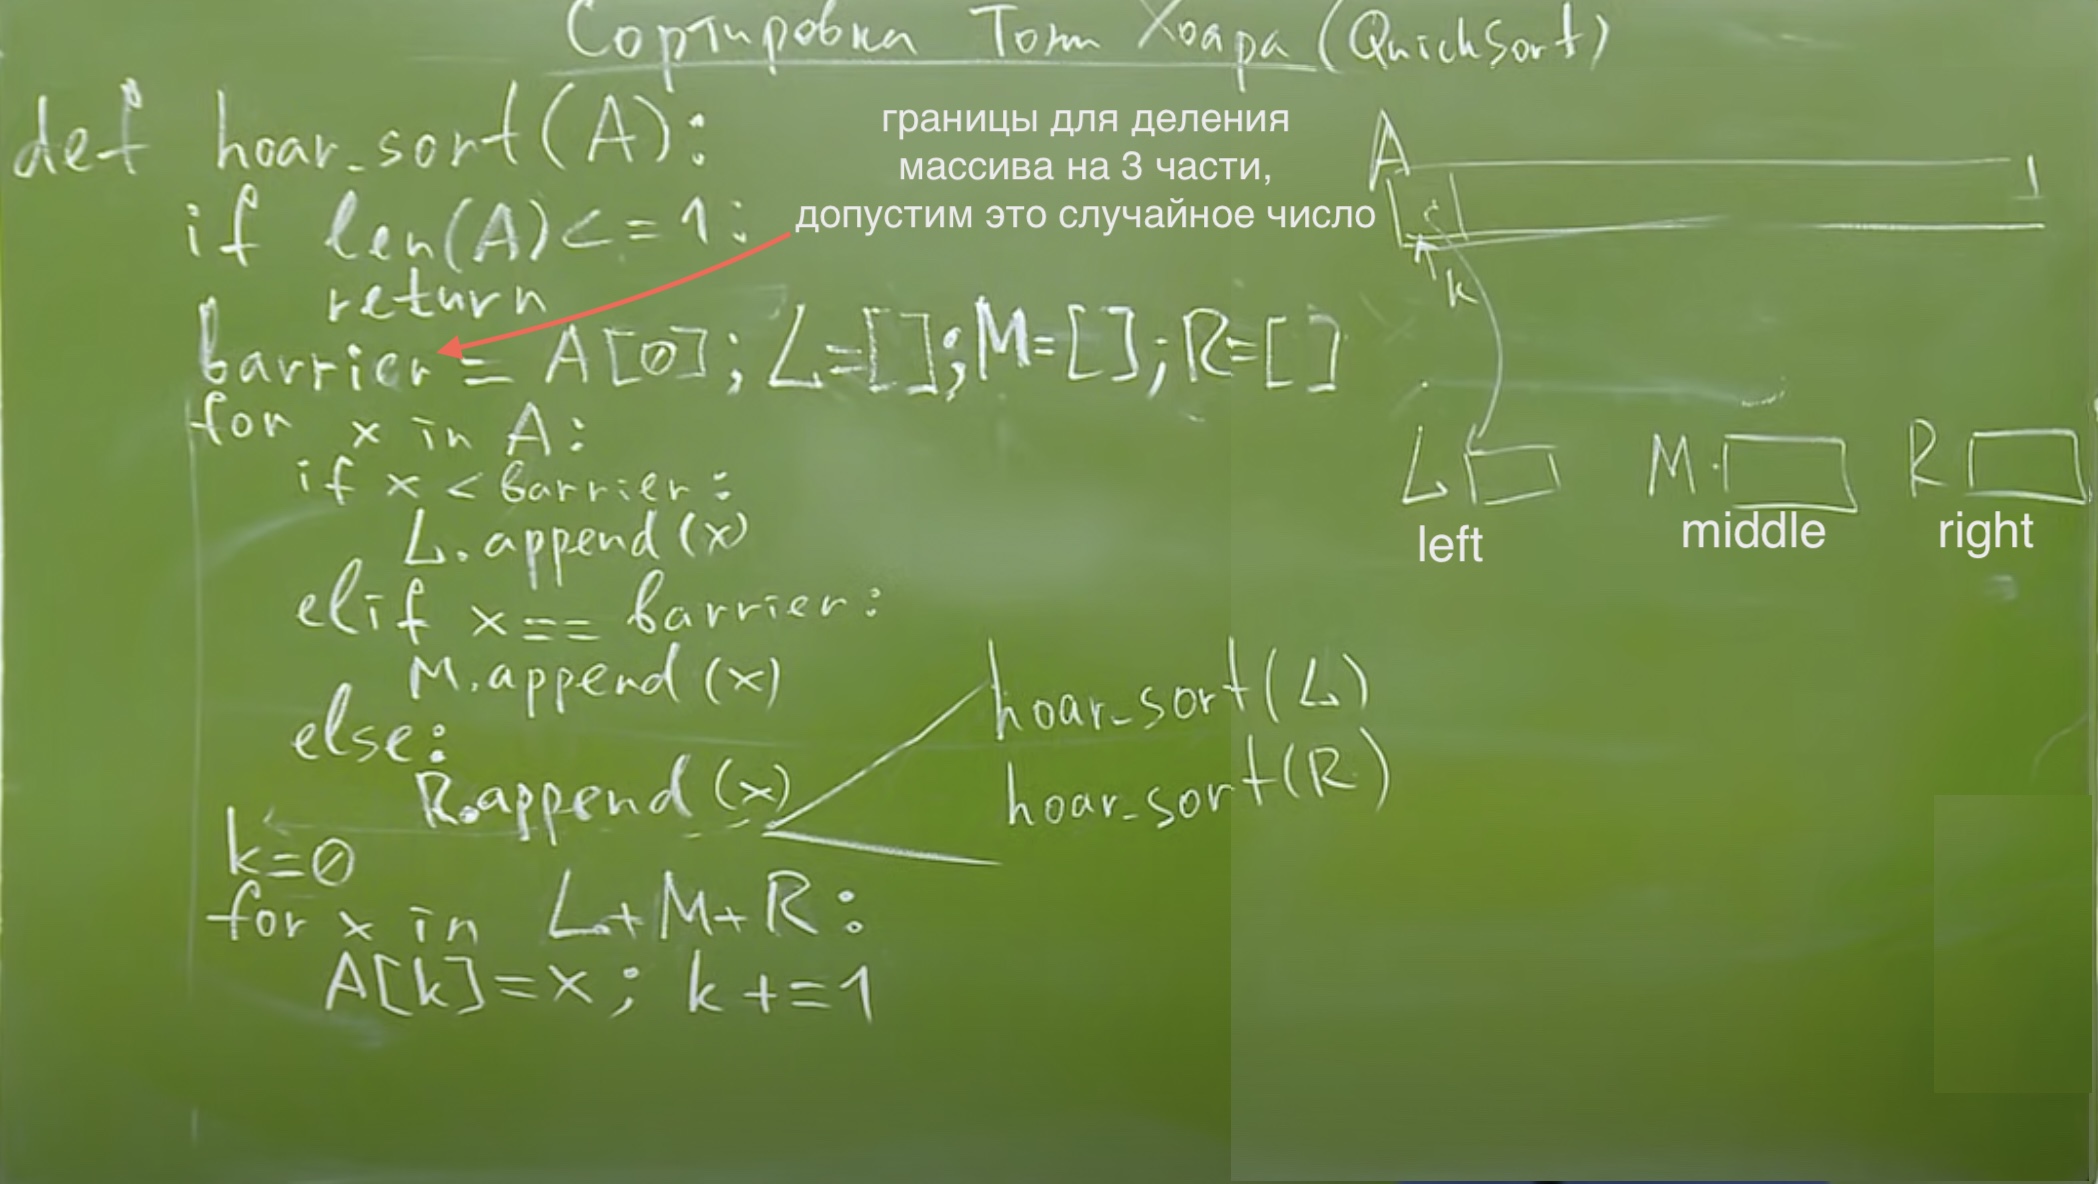 Сортировка Тони Хоара (QuickSort)
def hoar_sort(A):
if len(A)<=1:
return
barrier = A[0]; L=[]; M=[]; R=[]
for x in A:
if x < barrier:
L.append(x)
elif x == barrier:
M.append(x)
else:
R.append(x)
hoar_sort(L)
hoar_sort(R)
k=0
for x in L+M+R:
A[k]=x; k+=1
границы для деления
массива на 3 части,
допустим это случайное число
A
k
L M R
left middle right